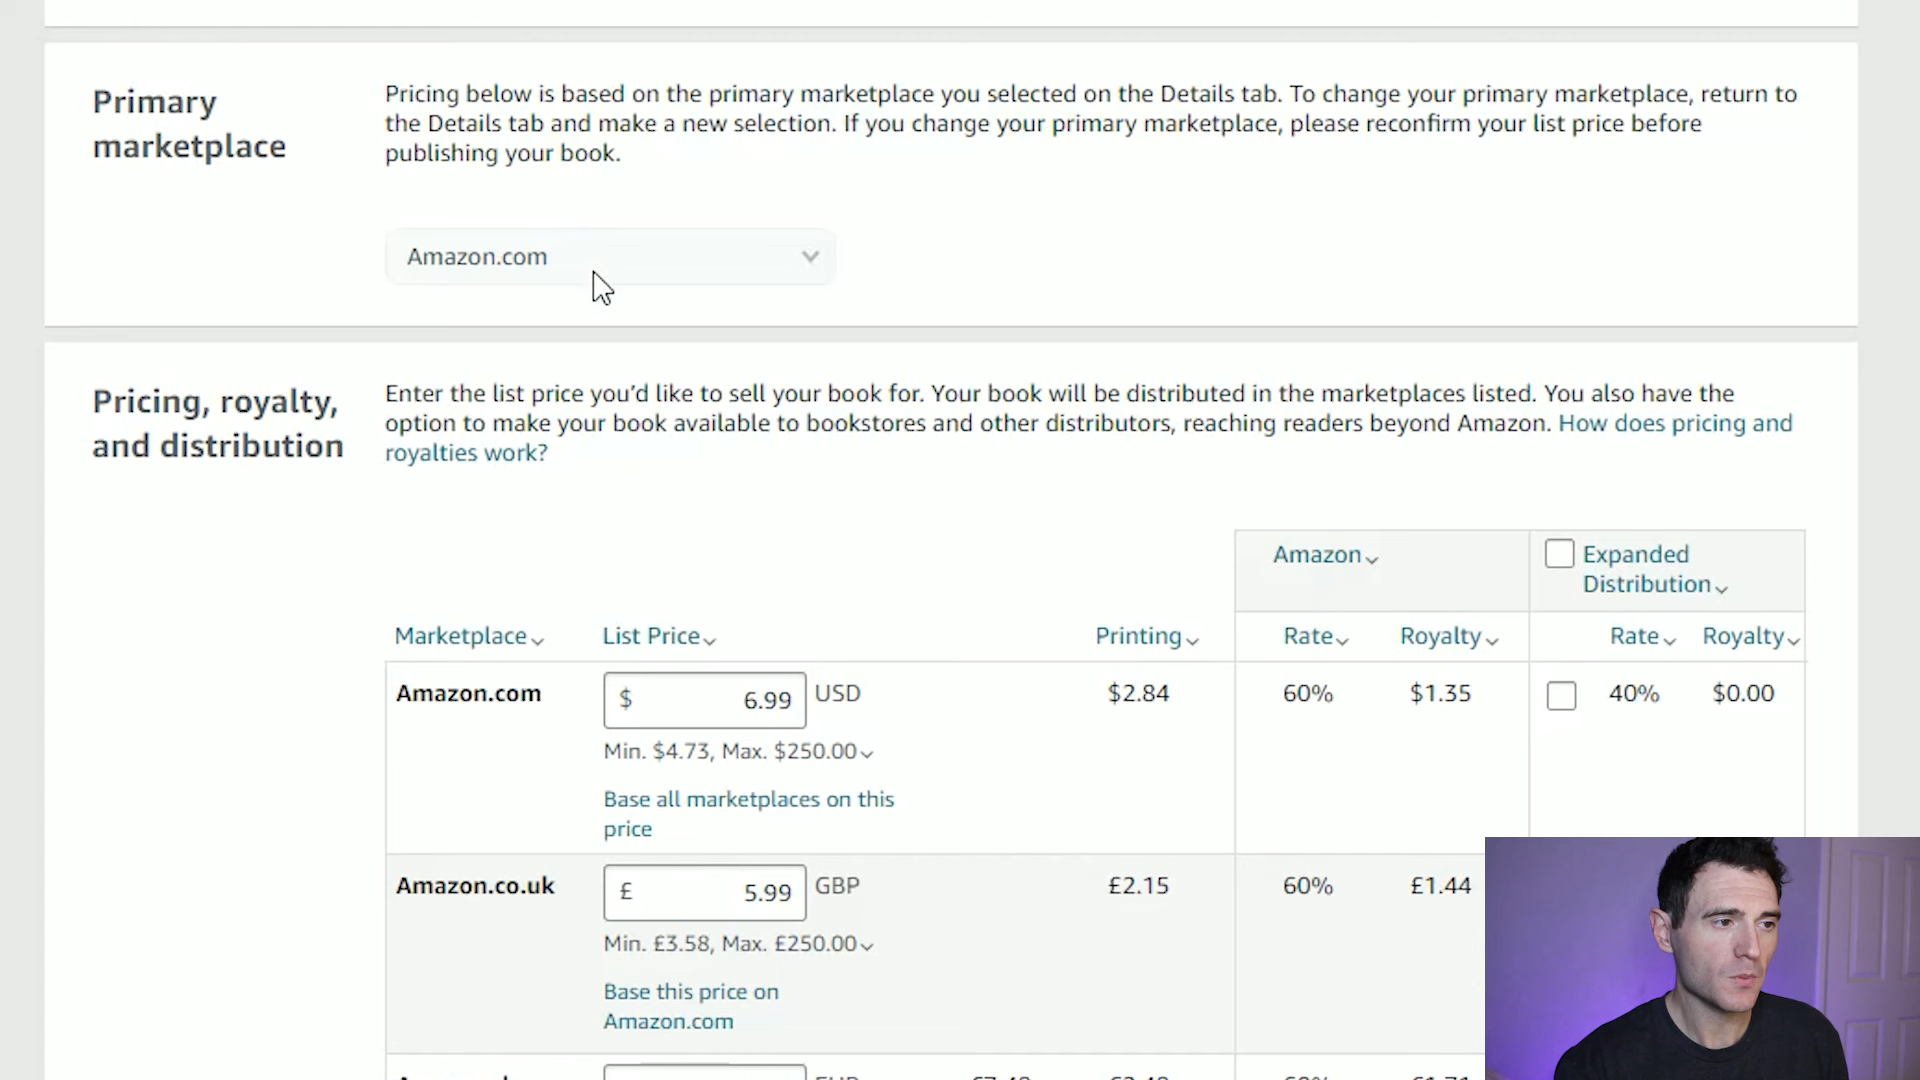 Primary
marketplace
Pricing below is based on the primary marketplace you selected on the Details tab. To change your primary marketplace, return to
the Details tab and make a new selection. If you change your primary marketplace, please reconfirm your list price before
publishing your book.
Amazon.com
Pricing, royalty,
and distribution
Enter the list price you'd like to sell your book for. Your book will be distributed in the marketplaces listed. You also have the
option to make your book available to bookstores and other distributors, reaching readers beyond Amazon. How does pricing and
royalties work?
Amazon
Expanded
Distribution
Marketplace List Price Printing Rate Royalty Rate Royalty
Amazon.com $ 6.99 USD $2.84 60% $1.35 40% $0.00
Min. $4.73, Max. $250.00
Base all marketplaces on this
price
Amazon.co.uk £ 5.99 GBP £2.15 60% £1.44
Min. £3.58, Max. £250.00
Base this price on
Amazon.com